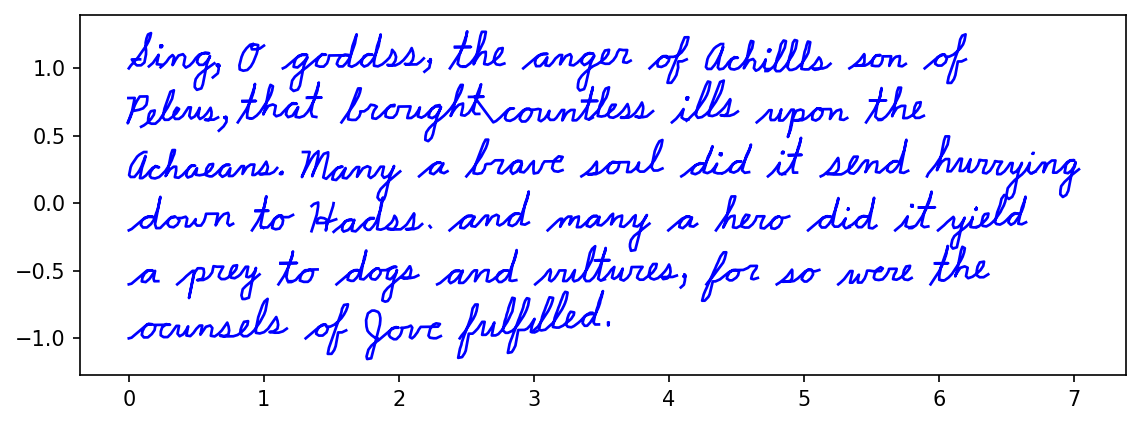 1.0 Sing, O goddss, the anger of Achillls son of
Peleus, that brought countless ills upon the
0.5
Achaeans. Many a brave soul did it send hurrying
0.0
down to Hadss. and many a hero did it yield
−0.5
a prey to dogs and vultures, for so were the
−1.0 ocunsels of Jove fulfilled.
0 1 2 3 4 5 6 7